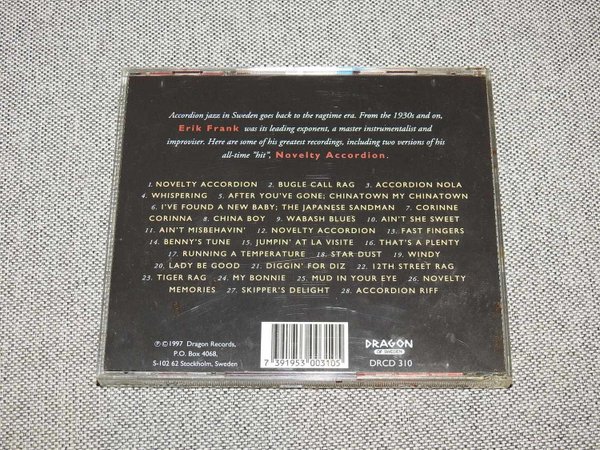 Accordion jazz in Sweden goes back to the ragtime era. From the 1930s and on,
Erik Frank was its leading exponent, a master instrumentalist and
improviser. Here are some of his greatest recordings, including two versions of his
all-time "hit", Novelty Accordion.
1. NOVELTY ACCORDION 2. BUGLE CALL RAG 3. ACCORDION NOLA
4. WHISPERING 5. AFTER YOU'VE GONE; CHINATOWN MY CHINATOWN
6. I'VE FOUND A NEW BABY; THE JAPANESE SANDMAN 7. CORINNE
CORINNA 8. CHINA BOY 9. WABASH BLUES 10. AIN'T SHE SWEET
11. AIN'T MISBEHAVIN' 12. NOVELTY ACCORDION 13. FAST FINGERS
14. BENNY'S TUNE 15. JUMPIN' AT LA VISITE 16. THAT'S A PLENTY
17. RUNNING A TEMPERATURE 18. STAR DUST 19. WINDY
20. LADY BE GOOD 21. DIGGIN' FOR DIZ 22. 12TH STREET RAG
23. TIGER RAG 24. MY BONNIE 25. MUD IN YOUR EYE 26. NOVELTY
MEMORIES 27. SKIPPER'S DELIGHT 28. ACCORDION RIFF
℗©1997 Dragon Records,
P.O. Box 4068,
S-102 62 Stockholm, Sweden
7 391953 003105
DRAGON
OF SWEDEN
DRCD 310